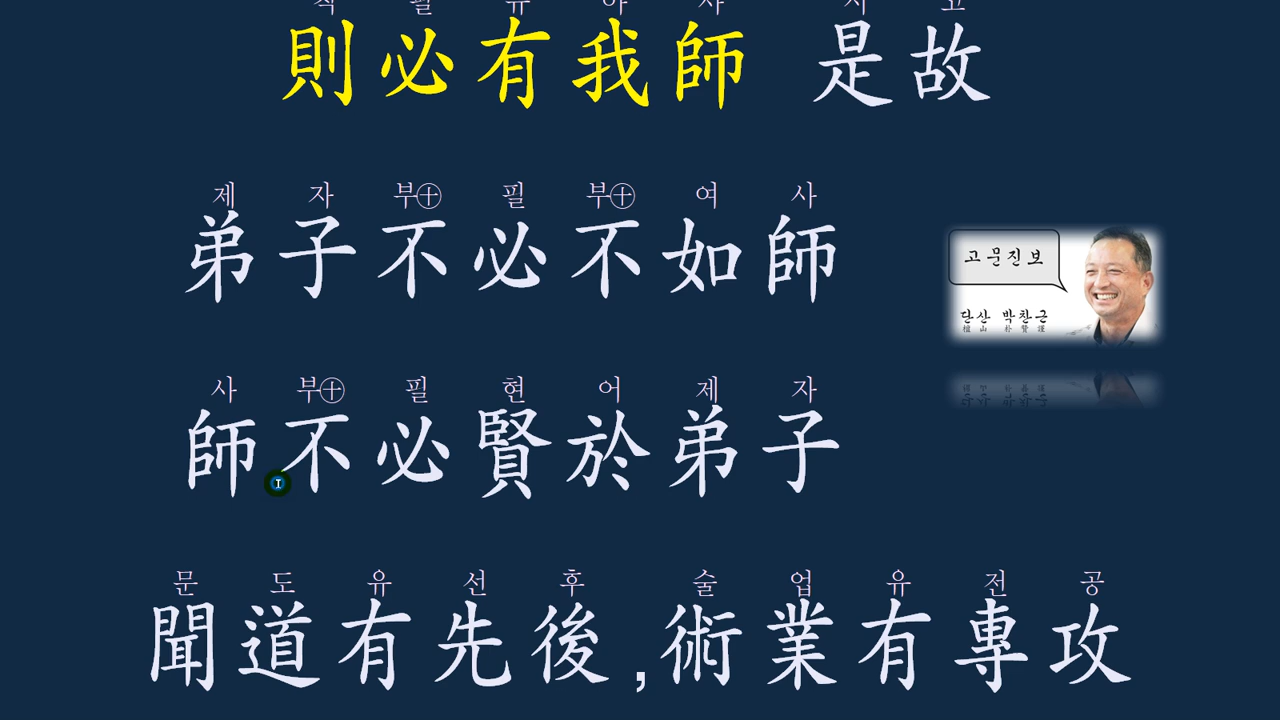 則必有我師 是故
제 자 부㊉ 필 부㊉ 여 사
弟子不必不如師
고문진보
단산 박찬근
사 부㊉ 필 현 어 제 자
師不必賢於弟子
문 도 유 선 후 술 업 유 전 공
聞道有先後,術業有專攻